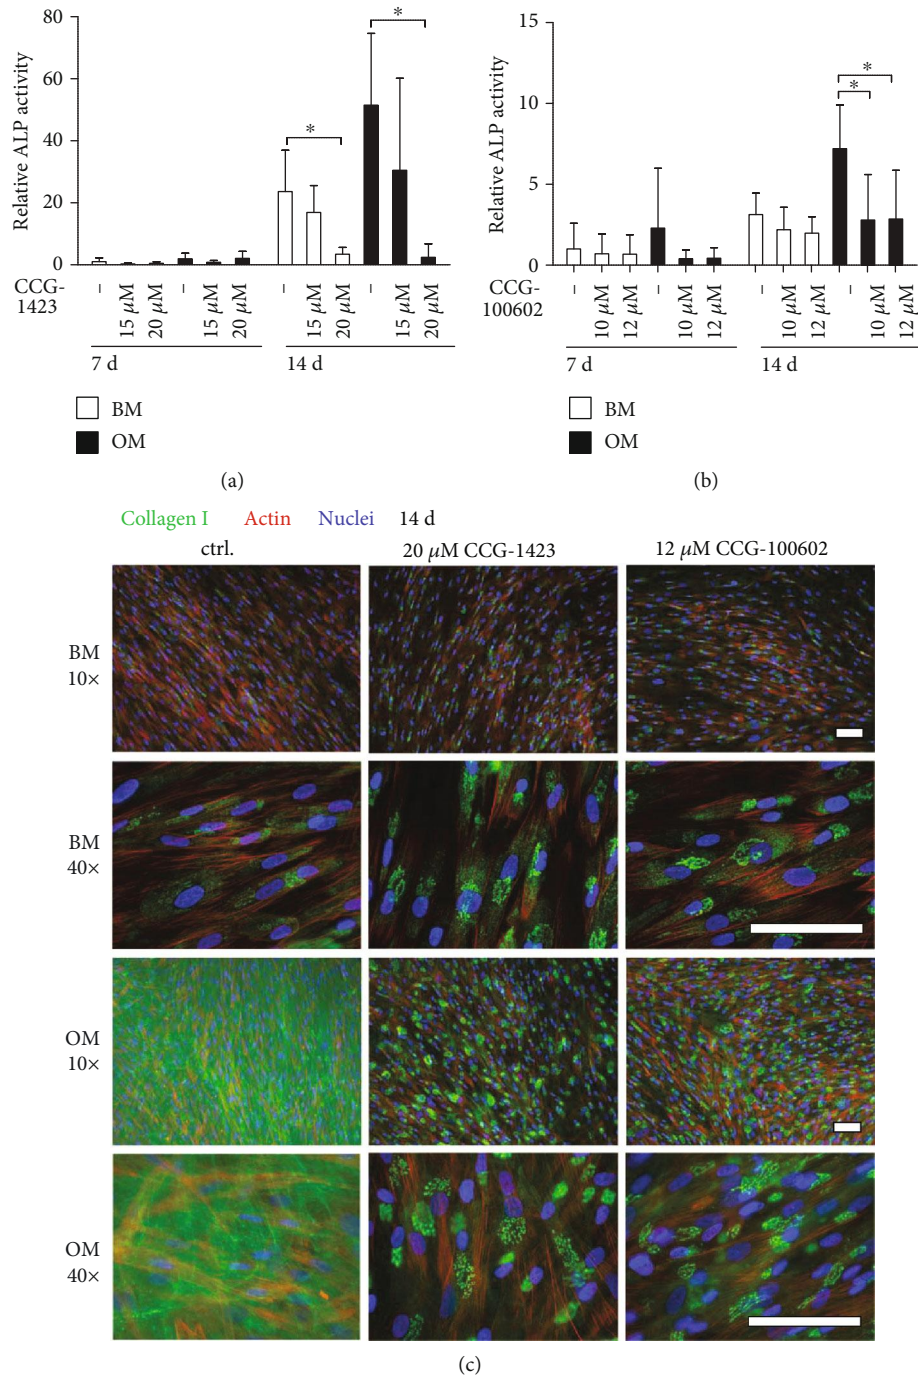 80
60
40
20
0
Relative ALP activity
*
*
CCG-
1423
– 15 μM 20 μM – 15 μM 20 μM – 15 μM 20 μM – 15 μM 20 μM
7 d 14 d
BM
OM
(a)
15
10
5
0
Relative ALP activity
*
*
CCG-
100602
– 10 μM 12 μM – 10 μM 12 μM – 10 μM 12 μM – 10 μM 12 μM
7 d 14 d
BM
OM
(b)
Collagen I Actin Nuclei 14 d
ctrl. 20 μM CCG-1423 12 μM CCG-100602
BM
10×
BM
40×
OM
10×
OM
40×
(c)